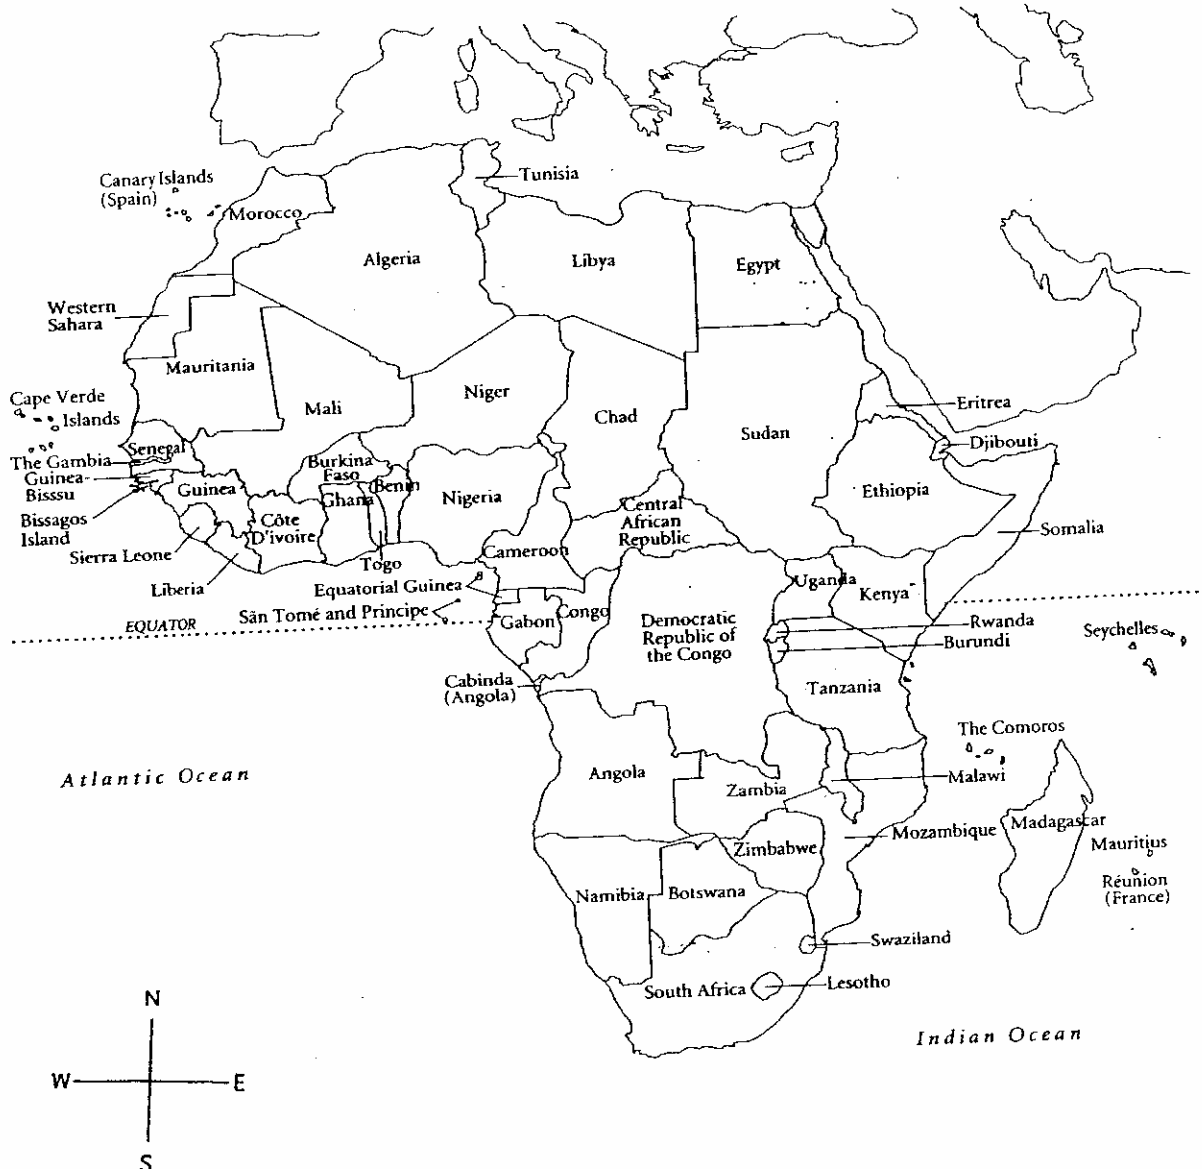 Tunisia
Canary Islands
(Spain)
Morocco
Algeria
Libya
Egypt
Western
Sahara
Mauritania
Mali
Niger
Chad
Sudan
Eritrea
Cape Verde
Islands
Djibouti
Senegal
The Gambia
Guinea-
Bisssu
Bissagos
Island
Guinea
Burkina
Faso
Ghana
Benin
Nigeria
Ethiopia
Somalia
Central
African
Republic
Côte
D'ivoire
Sierra Leone
Liberia
Togo
Cameroon
Equatorial Guinea
São Tomé and Principe
EQUATOR
Gabon
Congo
Democratic
Republic of
the Congo
Uganda
Kenya
Rwanda
Burundi
Seychelles
Cabinda
(Angola)
Tanzania
The Comoros
Atlantic Ocean
Angola
Zambia
Malawi
Mozambique
Madagascar
Mauritius
Réunion
(France)
Zimbabwe
Namibia
Botswana
Swaziland
South Africa
Lesotho
Indian Ocean
N
W
E
S